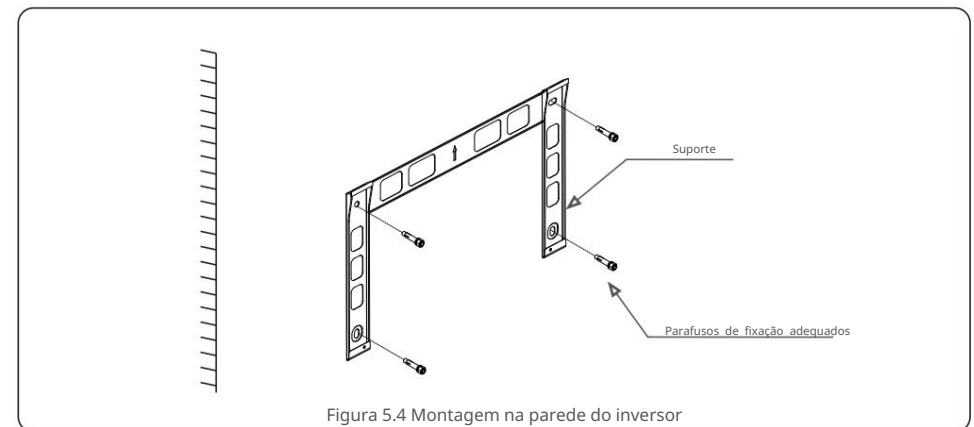 Suporte
Parafusos de fixação adequados
Figura 5.4 Montagem na parede do inversor